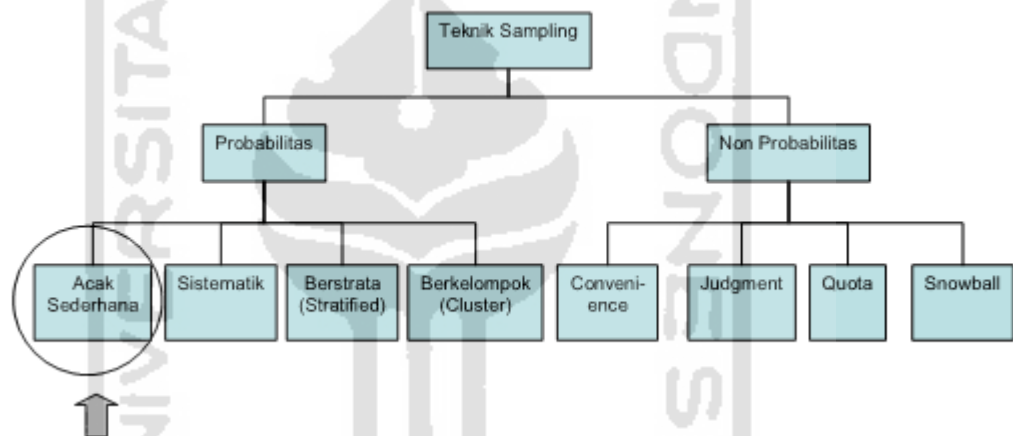 Teknik Sampling
Probabilitas
Non Probabilitas
Acak
Sederhana
Sistematik
Berstrata
(Stratified)
Berkelompok
(Cluster)
Conveni-
ence
Judgment
Quota
Snowball